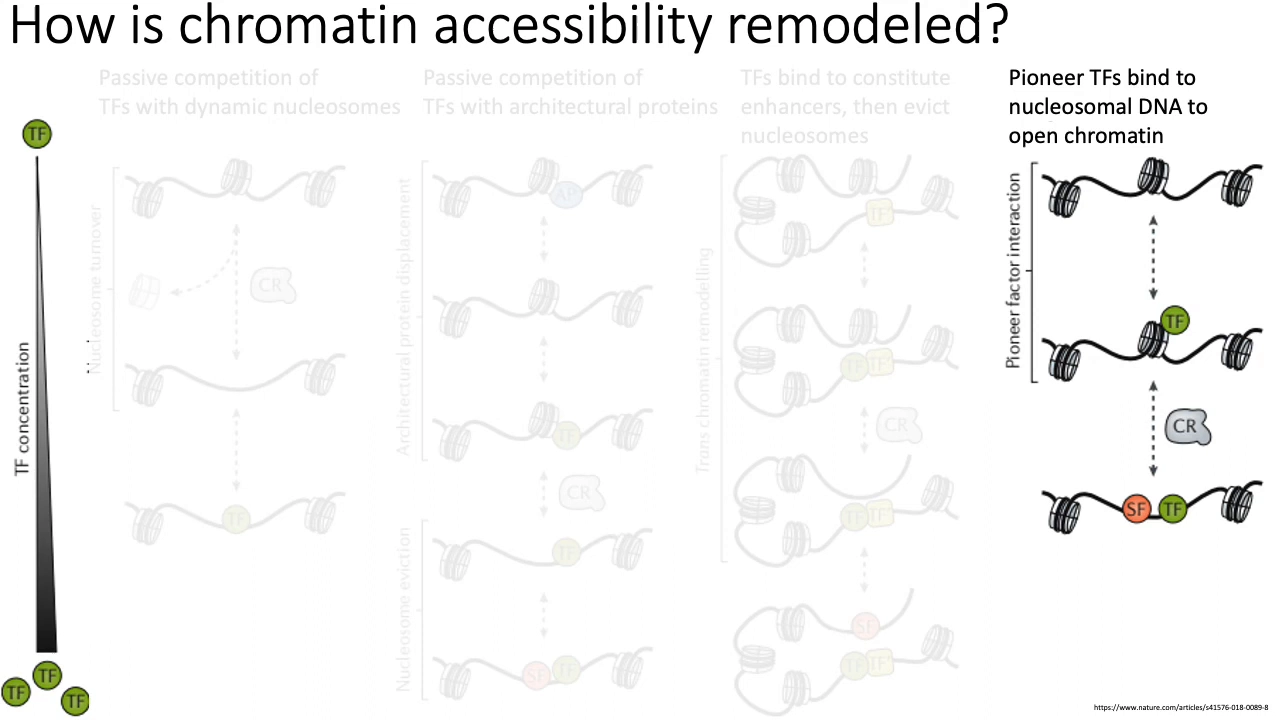 How is chromatin accessibility remodeled?
Passive competition of
TFs with dynamic nucleosomes
Passive competition of
TFs with architectural proteins
TFs bind to constitute
enhancers, then evict
nucleosomes
Pioneer TFs bind to
nucleosomal DNA to
open chromatin
TF
TF concentration
TF
TF
TF
Nucleosome turnover
CR
TF
Architectural protein displacement
AP
TF
CR
Nucleosome eviction
TF
SF
TF
Trans chromatin remodelling
TF
TF
TF
CR
TF
TF
SF
TF
TF
Pioneer factor interaction
TF
CR
SF
TF
https://www.nature.com/articles/s41576-018-0089-8